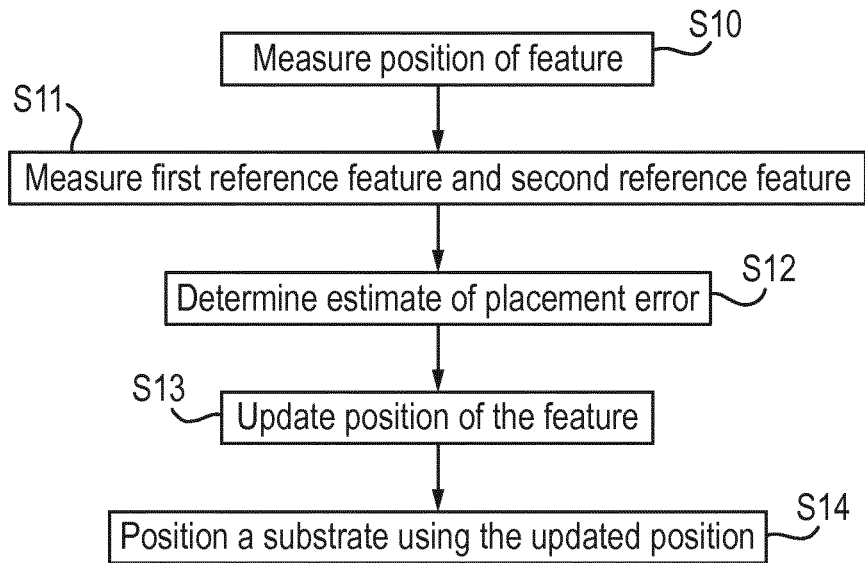 S10
Measure position of feature
S11
Measure first reference feature and second reference feature
S12
Determine estimate of placement error
S13
Update position of the feature
S14
Position a substrate using the updated position